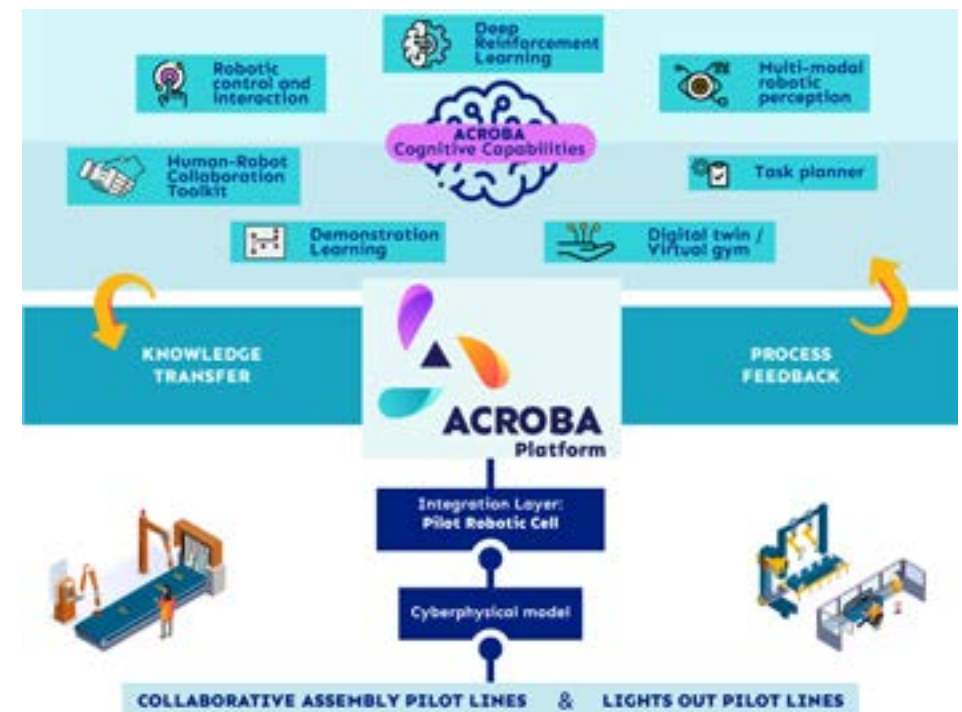 Deep
Reinforcement
Learning
Robotic
control and
interaction
Multi-modal
robotic
perception
ACROBA
Cognitive Capabilities
Human-Robot
Collaboration
Toolkit
Task planner
Demonstration
Learning
Digital twin /
Virtual gym
KNOWLEDGE
TRANSFER
PROCESS
FEEDBACK
ACROBA
Platform
Integration Layer:
Pilot Robotic Cell
Cyberphysical model
COLLABORATIVE ASSEMBLY PILOT LINES & LIGHTS OUT PILOT LINES